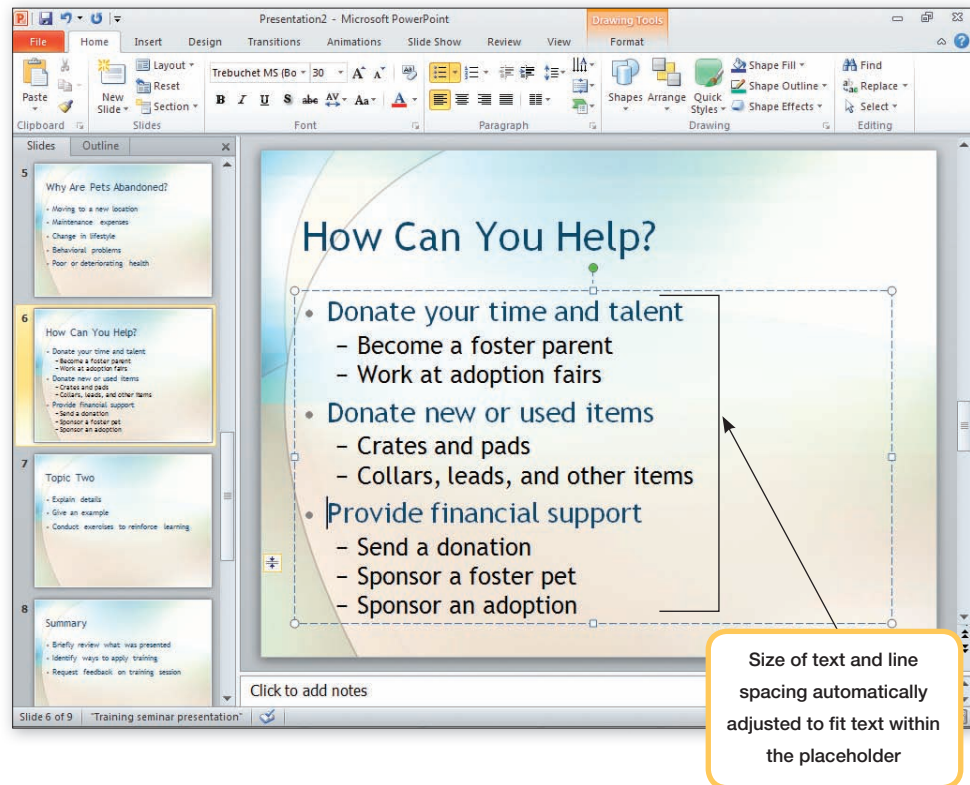 Presentation2 - Microsoft PowerPoint
Drawing Tools
File Home Insert Design Transitions Animations Slide Show Review View Format
Paste
New Slide
Layout
Reset
Section
Trebuchet MS (Bo 30
B I U S abc AV Aa A
Shapes Arrange Quick Styles
Shape Fill
Shape Outline
Shape Effects
Find
Replace
Select
Clipboard Slides Font Paragraph Drawing Editing
Slides Outline
5
Why Are Pets Abandoned?
- Moving to a new location
- Maintenance expenses
- Change in lifestyle
- Behavioral problems
- Poor or deteriorating health
6
How Can You Help?
- Donate your time and talent
– Become a foster parent
– Work at adoption fairs
- Donate new or used items
– Crates and pads
– Collars, leads, and other items
- Provide financial support
– Send a donation
– Sponsor a foster pet
– Sponsor an adoption
7
Topic Two
- Explain details
- Give an example
- Conduct exercises to reinforce learning
8
Summary
- Briefly review what was presented
- Identify ways to apply training
- Request feedback on training session
How Can You Help?
• Donate your time and talent
– Become a foster parent
– Work at adoption fairs
• Donate new or used items
– Crates and pads
– Collars, leads, and other items
• Provide financial support
– Send a donation
– Sponsor a foster pet
– Sponsor an adoption
Click to add notes
Slide 6 of 9 "Training seminar presentation"
Size of text and line
spacing automatically
adjusted to fit text within
the placeholder